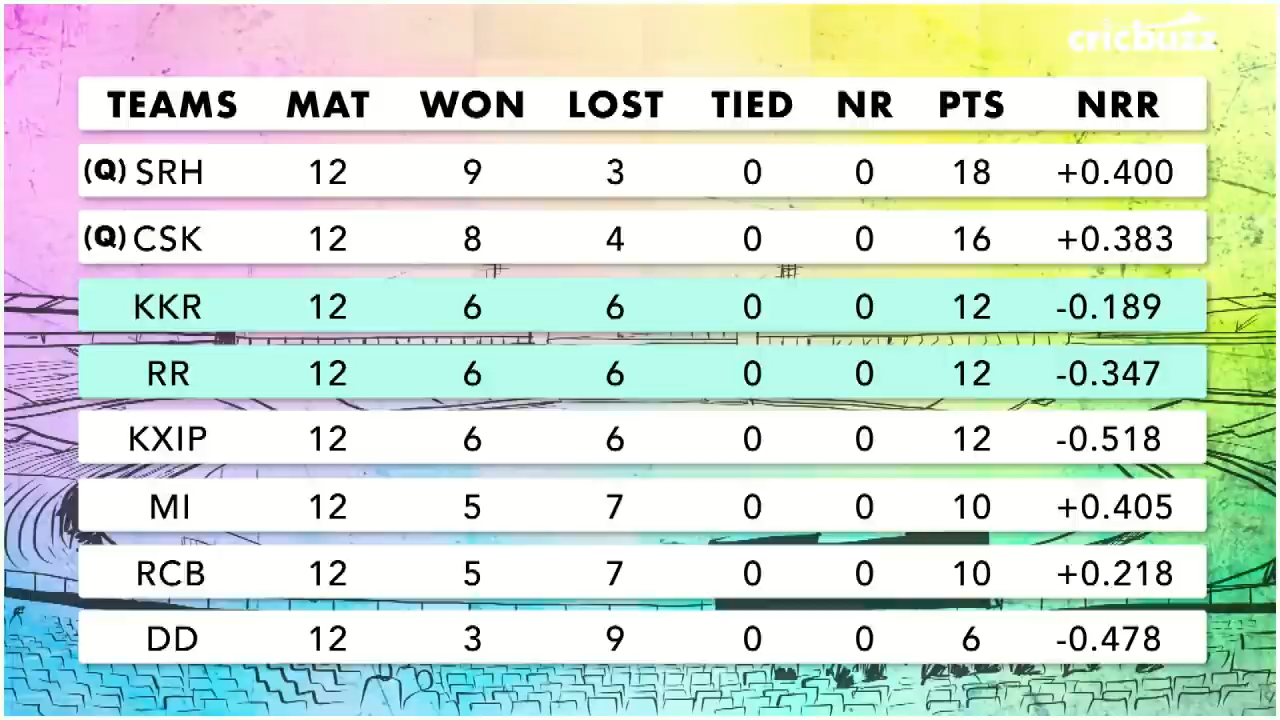 cricbuzz
TEAMS MAT WON LOST TIED NR PTS NRR
(Q) SRH 12 9 3 0 0 18 +0.400
(Q) CSK 12 8 4 0 0 16 +0.383
KKR 12 6 6 0 0 12 -0.189
RR 12 6 6 0 0 12 -0.347
KXIP 12 6 6 0 0 12 -0.518
MI 12 5 7 0 0 10 +0.405
RCB 12 5 7 0 0 10 +0.218
DD 12 3 9 0 0 6 -0.478